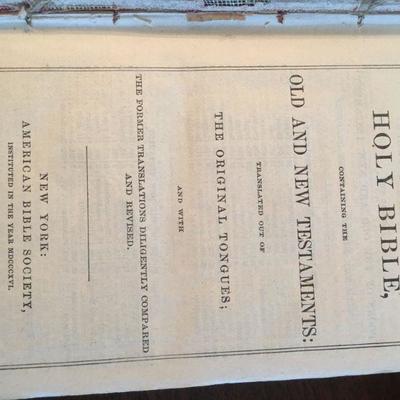 HOLY BIBLE,
CONTAINING THE
OLD AND NEW TESTAMENTS:
TRANSLATED OUT OF
THE ORIGINAL TONGUES;
AND WITH
THE FORMER TRANSLATIONS DILIGENTLY COMPARED
AND REVISED.
NEW YORK:
AMERICAN BIBLE SOCIETY,
INSTITUTED IN THE YEAR MDCCCXVI.